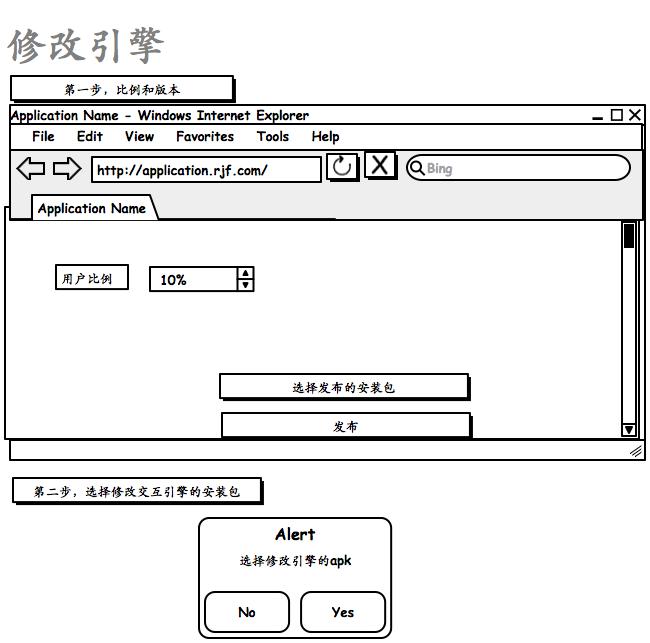 修改引擎
第一步，比例和版本
Application Name - Windows Internet Explorer
File Edit View Favorites Tools Help
http://application.rjf.com/ Bing
Application Name
用户比例 10%
选择发布的安装包
发布
第二步，选择修改交互引擎的安装包
Alert
选择修改引擎的apk
No Yes